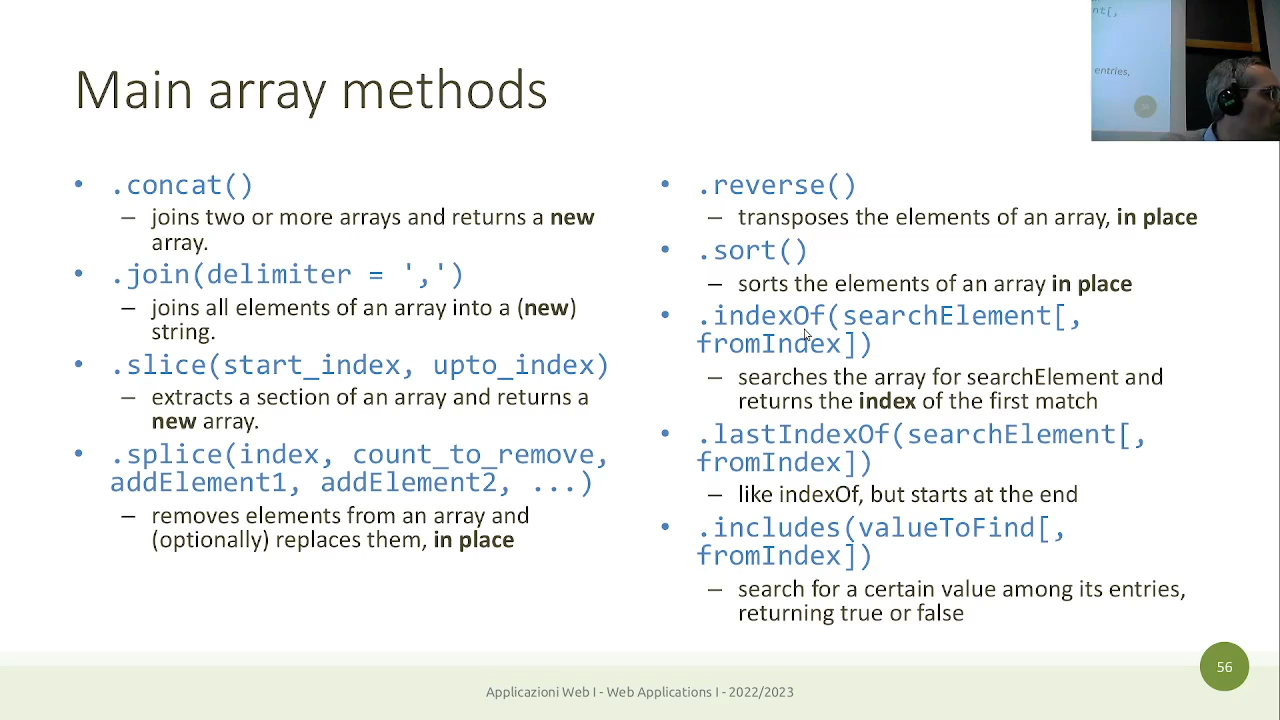 Main array methods
• .concat()
– joins two or more arrays and returns a new
array.
• .join(delimiter = ',')
– joins all elements of an array into a (new)
string.
• .slice(start_index, upto_index)
– extracts a section of an array and returns a
new array.
• .splice(index, count_to_remove,
addElement1, addElement2, ...)
– removes elements from an array and
(optionally) replaces them, in place
• .reverse()
– transposes the elements of an array, in place
• .sort()
– sorts the elements of an array in place
• .indexOf(searchElement[,
fromIndex])
– searches the array for searchElement and
returns the index of the first match
• .lastIndexOf(searchElement[,
fromIndex])
– like indexOf, but starts at the end
• .includes(valueToFind[,
fromIndex])
– search for a certain value among its entries,
returning true or false
nt[,
entries,
56
Applicazioni Web I - Web Applications I - 2022/2023